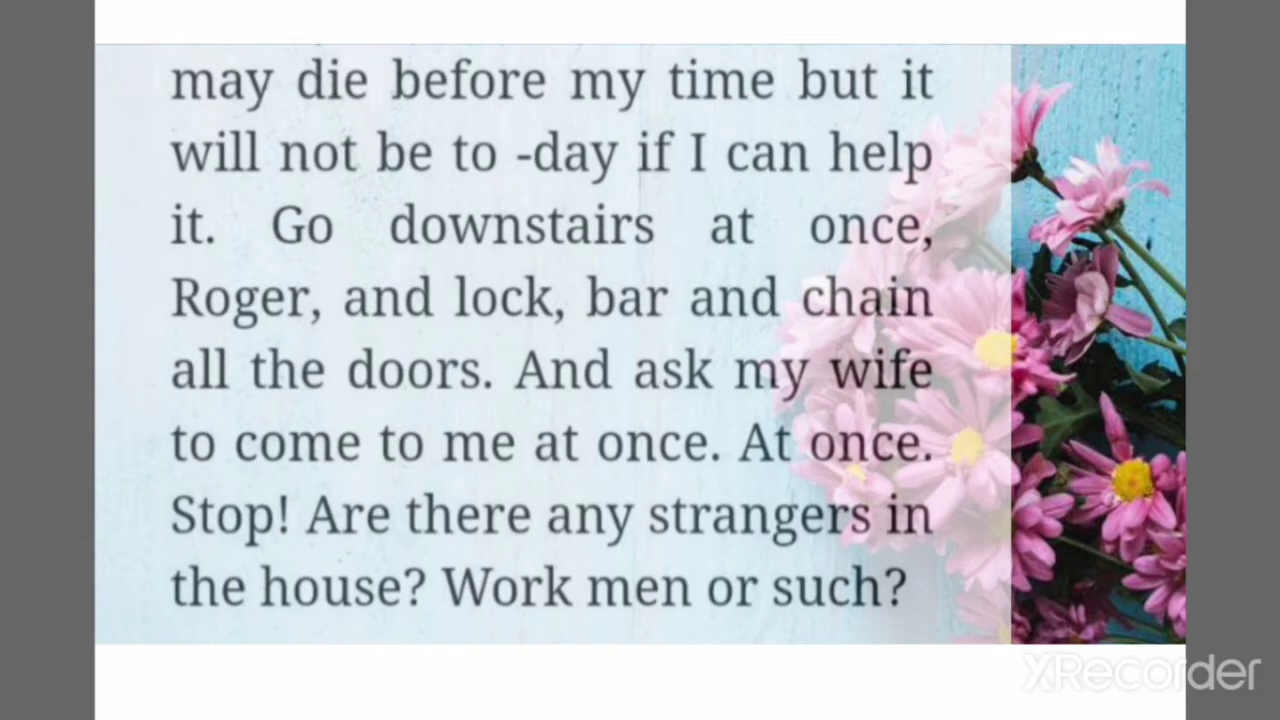 may die before my time but it
will not be to -day if I can help
it. Go downstairs at once,
Roger, and lock, bar and chain
all the doors. And ask my wife
to come to me at once. At once.
Stop! Are there any strangers in
the house? Work men or such?
XRecorder